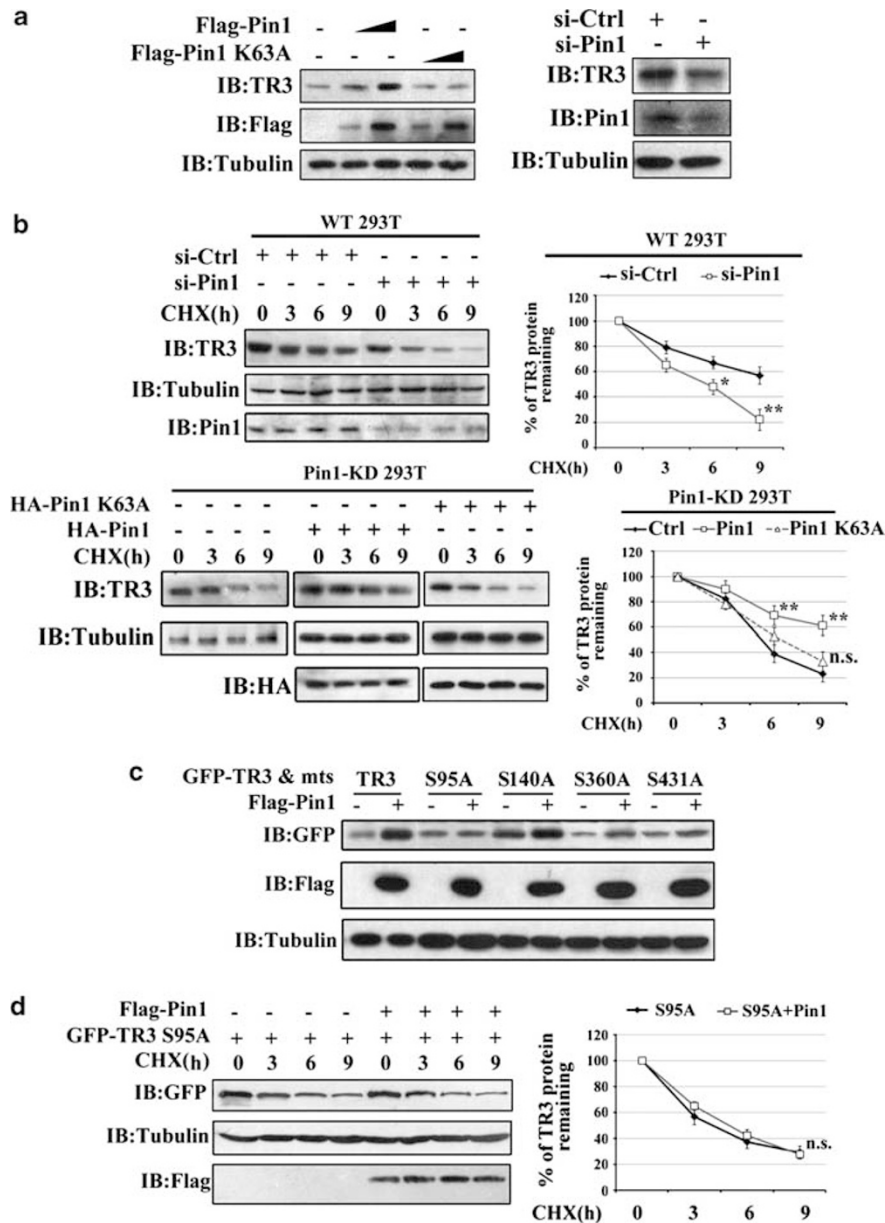 a
Flag-Pin1 -
Flag-Pin1 K63A - - -
IB:TR3
IB:Flag
IB:Tubulin
si-Ctrl + -
si-Pin1 - +
IB:TR3
IB:Pin1
IB:Tubulin
b
WT 293T
si-Ctrl + + + + - - - -
si-Pin1 - - - - + + + +
CHX(h) 0 3 6 9 0 3 6 9
IB:TR3
IB:Tubulin
IB:Pin1
WT 293T
si-Ctrl si-Pin1
% of TR3 protein
remaining
120
100
80
60
40
20
0
*
**
CHX(h) 0 3 6 9
Pin1-KD 293T
HA-Pin1 K63A - - - - - - - - + + + +
HA-Pin1 - - - - + + + + - - - -
CHX(h) 0 3 6 9 0 3 6 9 0 3 6 9
IB:TR3
IB:Tubulin
IB:HA
Pin1-KD 293T
Ctrl Pin1 Pin1 K63A
% of TR3 protein
remaining
120
100
80
60
40
20
0
**
**
n.s.
CHX(h) 0 3 6 9
c
GFP-TR3 & mts TR3 S95A S140A S360A S431A
Flag-Pin1 - + - + - + - + - +
IB:GFP
IB:Flag
IB:Tubulin
d
Flag-Pin1 - - - - + + + +
GFP-TR3 S95A + + + + + + + +
CHX(h) 0 3 6 9 0 3 6 9
IB:GFP
IB:Tubulin
IB:Flag
S95A S95A+Pin1
% of TR3 protein
remaining
120
100
80
60
40
20
0
n.s.
CHX(h) 0 3 6 9